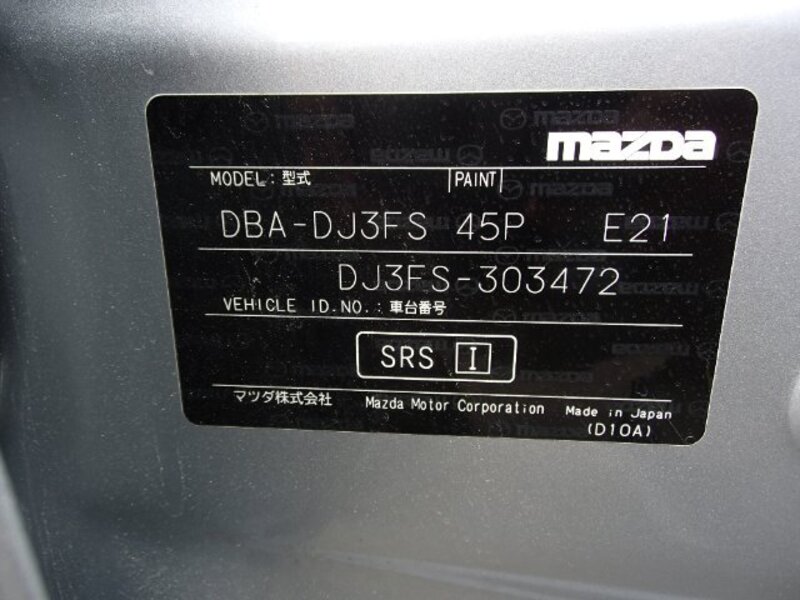 mazda
MODEL: 型式 PAINT
DBA-DJ3FS 45P E21
DJ3FS-303472
VEHICLE ID.NO.: 車台番号
SRS I
マツダ株式会社 Mazda Motor Corporation Made in Japan
(D10A)